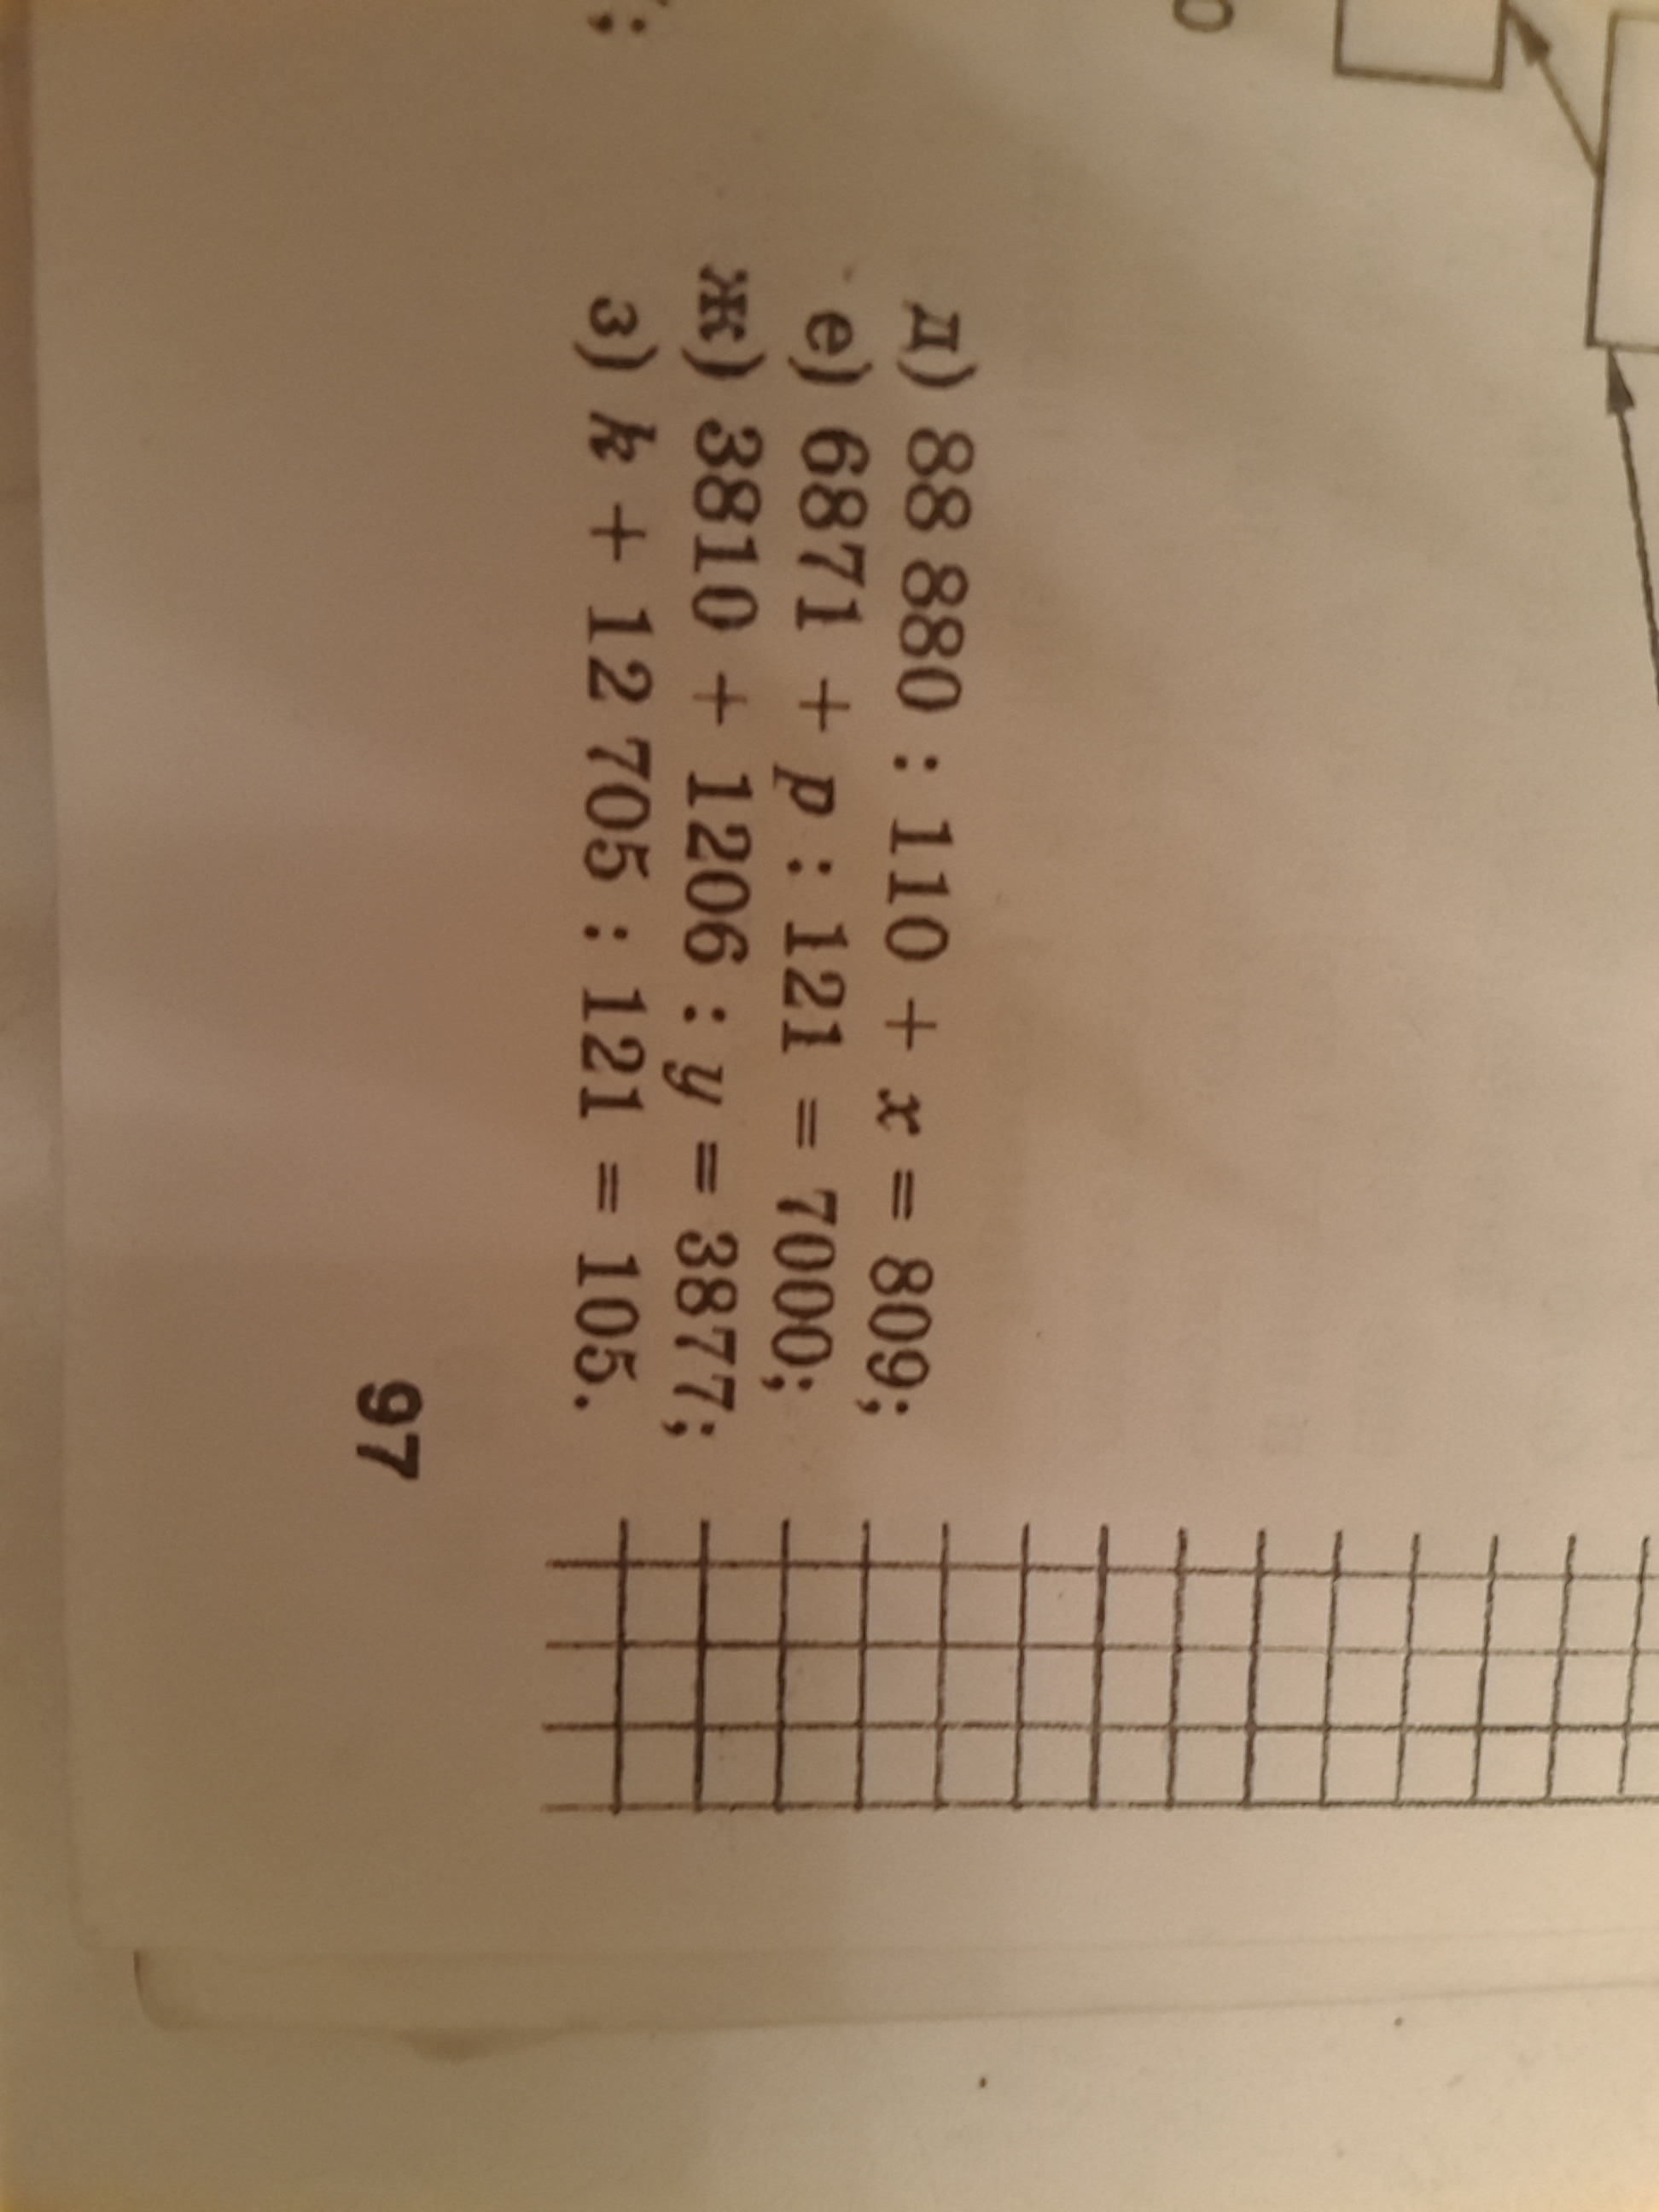 д) 88 880 : 110 + x = 809;
е) 6871 + p : 121 = 7000;
ж) 3810 + 1206 : y = 3877;
з) k + 12 705 : 121 = 105.
97